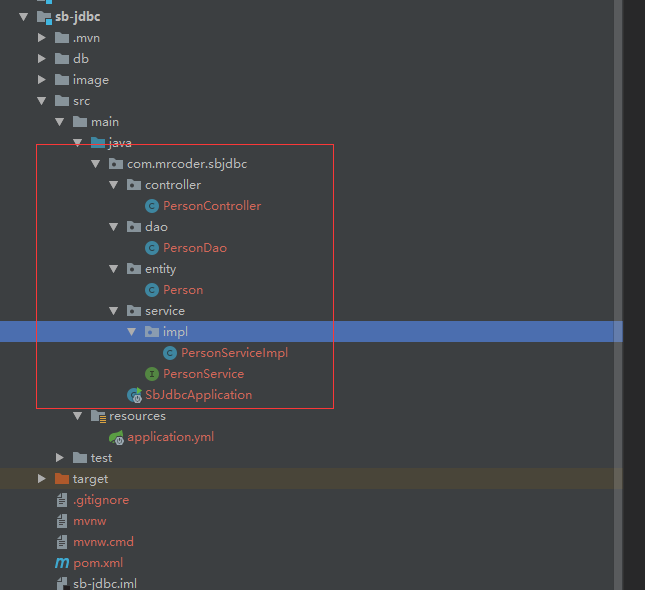 sb-jdbc
.mvn
db
image
src
main
java
com.mrcoder.sbjdbc
controller
PersonController
dao
PersonDao
entity
Person
service
impl
PersonServiceImpl
PersonService
SbJdbcApplication
resources
application.yml
test
target
.gitignore
mvnw
mvnw.cmd
pom.xml
sb-jdbc.iml